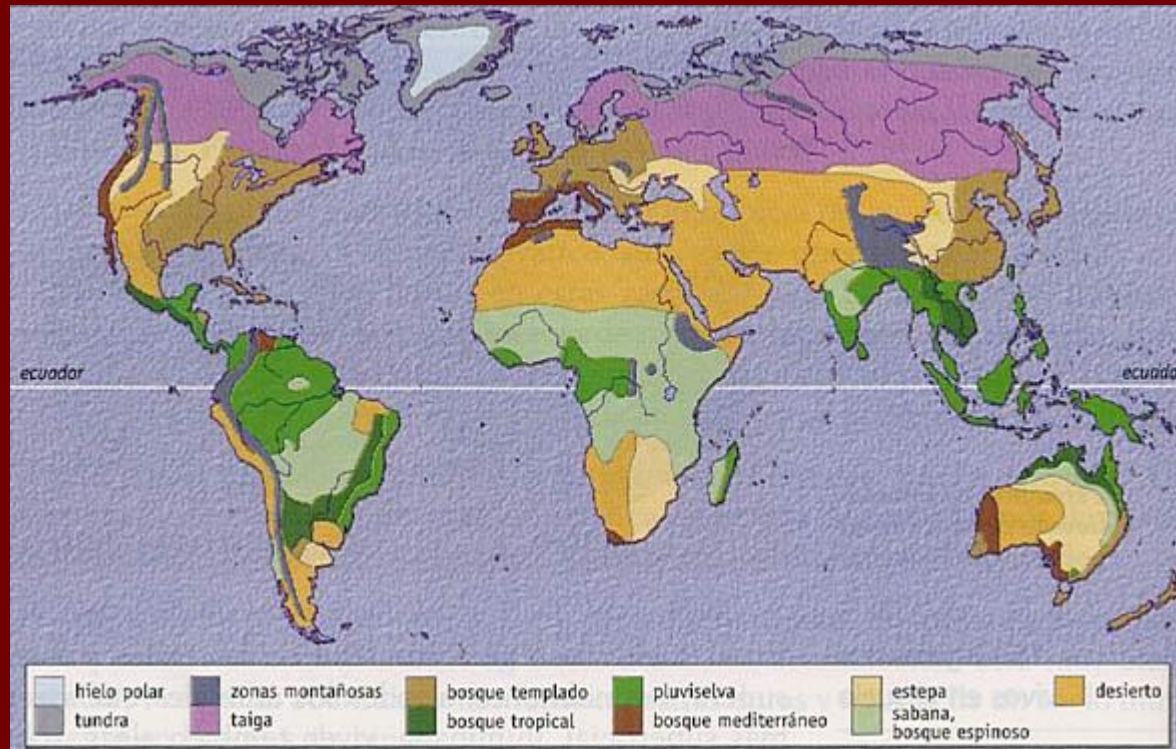 ecuador
ecuado
hielo polar
tundra
zonas montañosas
taiga
bosque templado
bosque tropical
pluviselva
bosque mediterráneo
estepa
sabana,
bosque espinoso
desierto